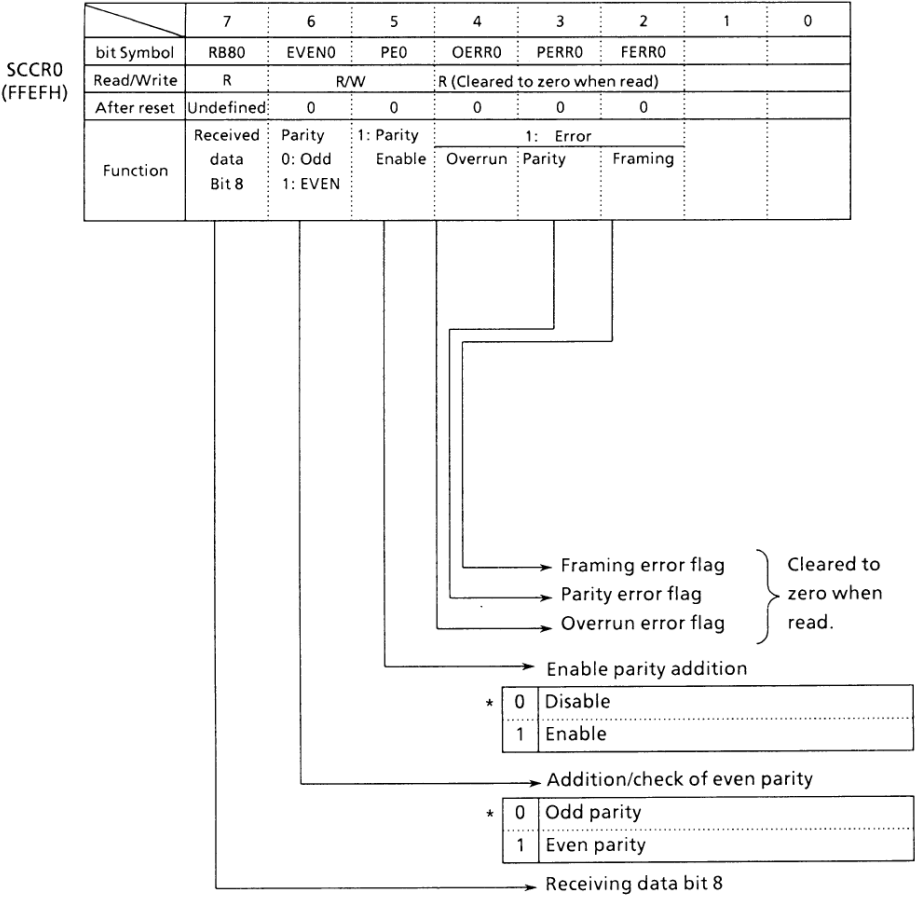 7 6 5 4 3 2 1 0
bit Symbol RB80 EVEN0 PE0 OERR0 PERR0 FERR0
SCCR0
(FFEFH)
Read/Write R R/W R (Cleared to zero when read)
After reset Undefined 0 0 0 0 0
Function
Received
data
Bit 8
Parity
0: Odd
1: EVEN
1: Parity
Enable
1: Error
Overrun Parity Framing
Framing error flag
Parity error flag
Overrun error flag
Cleared to
zero when
read.
Enable parity addition
* 0 Disable
1 Enable
Addition/check of even parity
* 0 Odd parity
1 Even parity
Receiving data bit 8